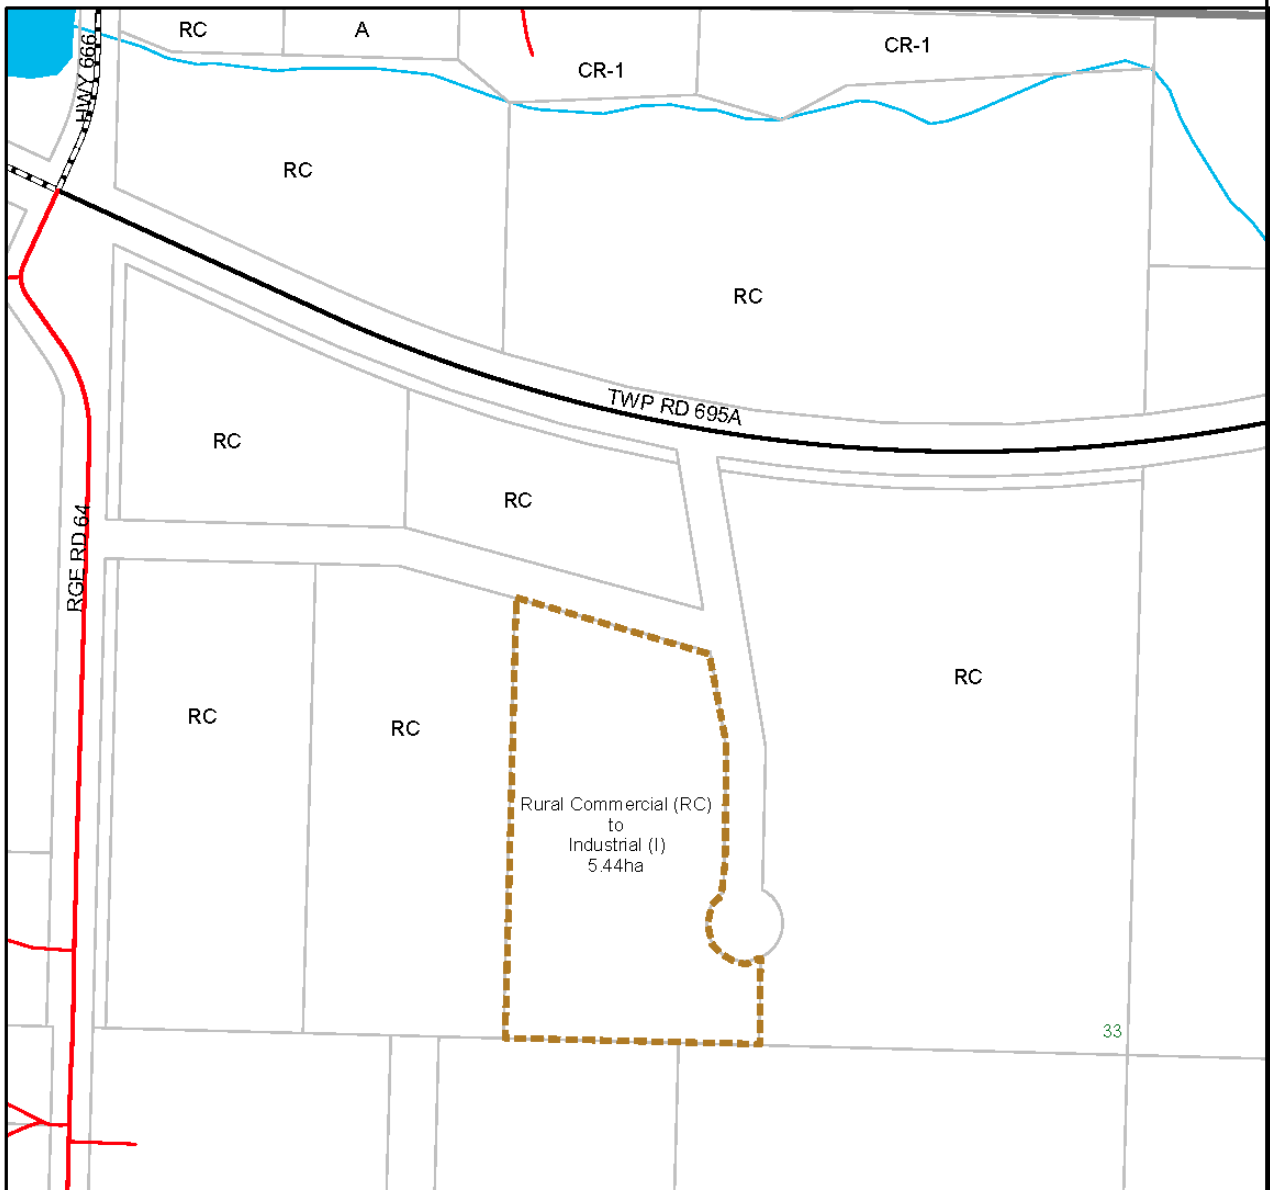 RC
A
CR-1
CR-1
HWY 666
RC
RC
TWP RD 695A
RC
RC
RGE RD 64
RC
RC
RC
Rural Commercial (RC)
to
Industrial (I)
5.44ha
33